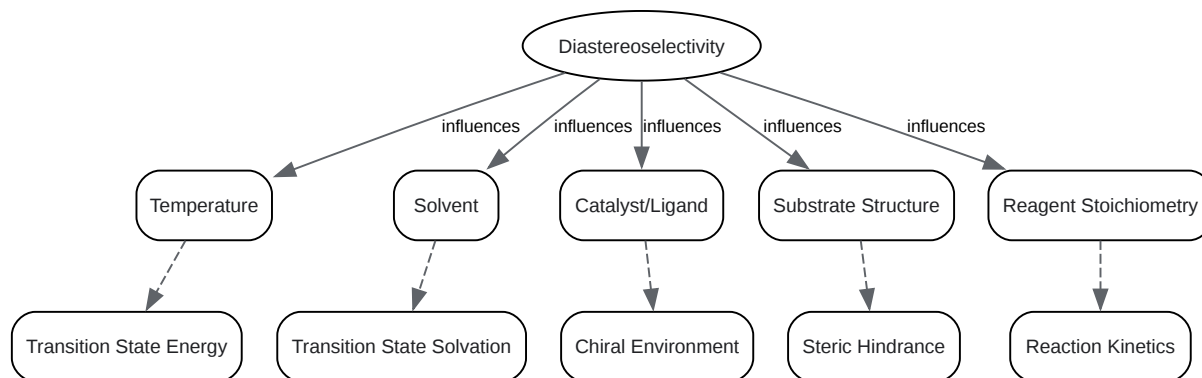 Diastereoselectivity
influences
influences
influences
influences
influences
Temperature
Solvent
Catalyst/Ligand
Substrate Structure
Reagent Stoichiometry
Transition State Energy
Transition State Solvation
Chiral Environment
Steric Hindrance
Reaction Kinetics